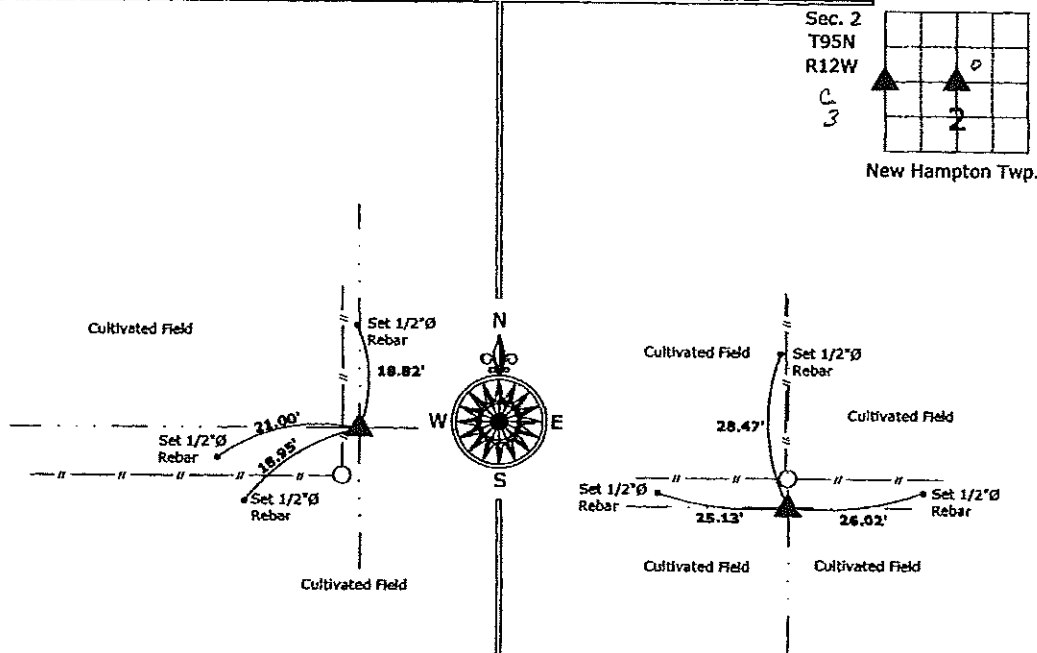 Sec. 2
T95N
R12W
C
3
2
New Hampton Twp.
Cultivated Field
Set 1/2"Ø
Rebar
18.82'
21.00'
Set 1/2"Ø
Rebar
18.95'
Set 1/2"Ø
Rebar
Cultivated Field
N
W
E
S
Cultivated Field
Set 1/2"Ø
Rebar
28.47'
Cultivated Field
Set 1/2"Ø
Rebar
25.13'
26.02'
Set 1/2"Ø
Rebar
Cultivated Field
Cultivated Field